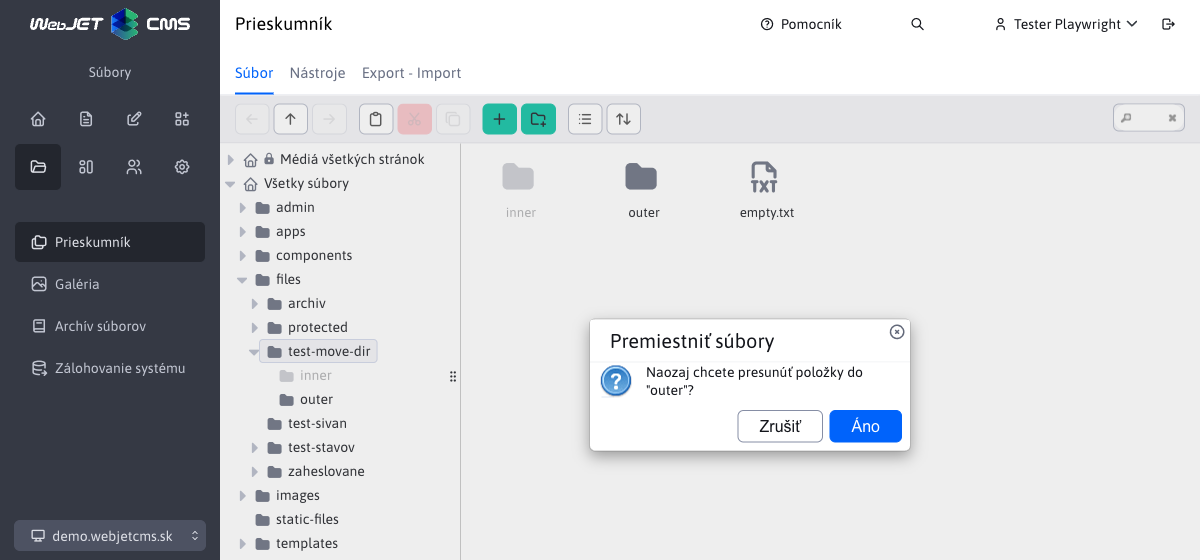 WebJET CMS
Súbory
Prieskumník
Galéria
Archív súborov
Zálohovanie systému
demo.webjetcms.sk
Prieskumník
Pomocník
Tester Playwright
Súbor
Nástroje
Export - Import
Médiá všetkých stránok
Všetky súbory
admin
apps
components
files
archiv
protected
test-move-dir
inner
outer
test-sivan
test-stavov
zaheslovane
images
static-files
templates
inner
outer
TXT
empty.txt
Premiestniť súbory
Naozaj chcete presunúť položky do
"outer"?
Zrušiť
Áno